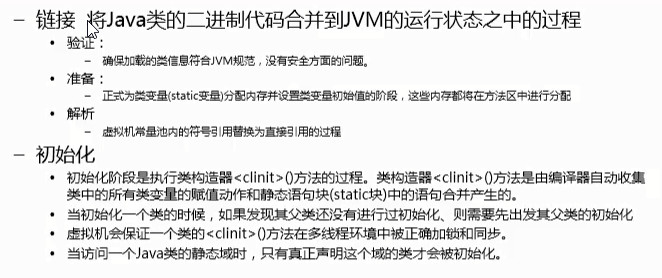 – 链接 将Java类的二进制代码合并到JVM的运行状态之中的过程
• 验证：
– 确保加载的类信息符合JVM规范，没有安全方面的问题。
• 准备：
– 正式为类变量(static变量)分配内存并设置类变量初始值的阶段，这些内存都将在方法区中进行分配
• 解析
– 虚拟机常量池内的符号引用替换为直接引用的过程
– 初始化
• 初始化阶段是执行类构造器<clinit>()方法的过程。类构造器<clinit>()方法是由编译器自动收集
类中的所有类变量的赋值动作和静态语句块(static块)中的语句合并产生的。
• 当初始化一个类的时候，如果发现其父类还没有进行过初始化、则需要先出发其父类的初始化
• 虚拟机会保证一个类的<clinit>()方法在多线程环境中被正确加锁和同步。
• 当访问一个Java类的静态域时，只有真正声明这个域的类才会被初始化。